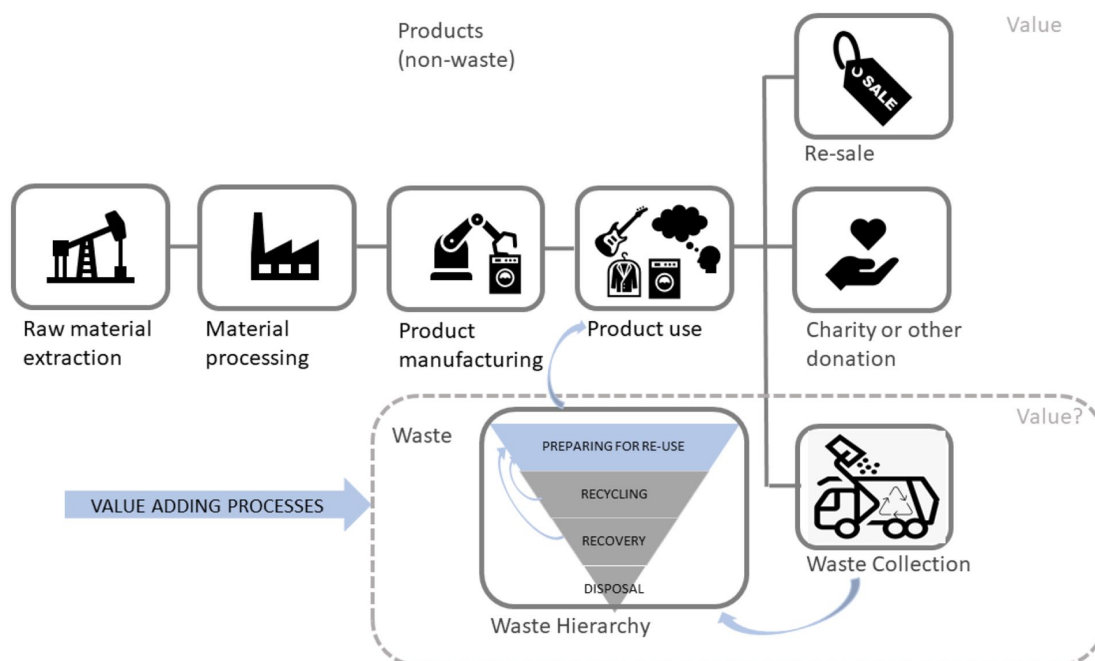 Products
(non-waste)
Value
SALE
Re-sale
Raw material
extraction
Material
processing
Product
manufacturing
Product use
Charity or other
donation
Value?
Waste
PREPARING FOR RE-USE
RECYCLING
RECOVERY
DISPOSAL
VALUE ADDING PROCESSES
Waste Collection
Waste Hierarchy